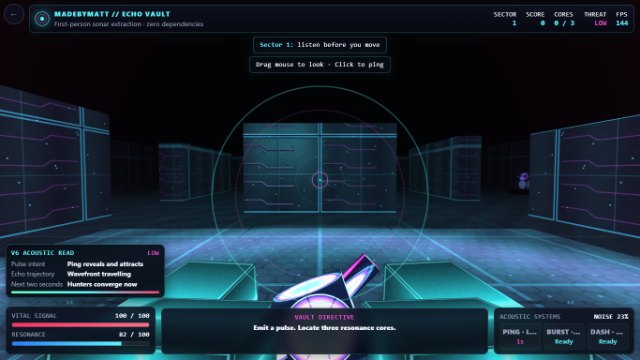 ←
MADEBYMATT // ECHO VAULT
First-person sonar extraction · zero dependencies
SECTOR SCORE CORES THREAT FPS
1 0 0 / 3 LOW 144
Sector 1: listen before you move
Drag mouse to look · Click to ping
V6 ACOUSTIC READ LOW
Pulse intent Ping reveals and attracts
Echo trajectory Wavefront travelling
Next two seconds Hunters converge now
VITAL SIGNAL 100 / 100
RESONANCE 82 / 100
VAULT DIRECTIVE
Emit a pulse. Locate three resonance cores.
ACOUSTIC SYSTEMS NOISE 23%
PING · L... BURST ·... DASH ·...
1s Ready Ready